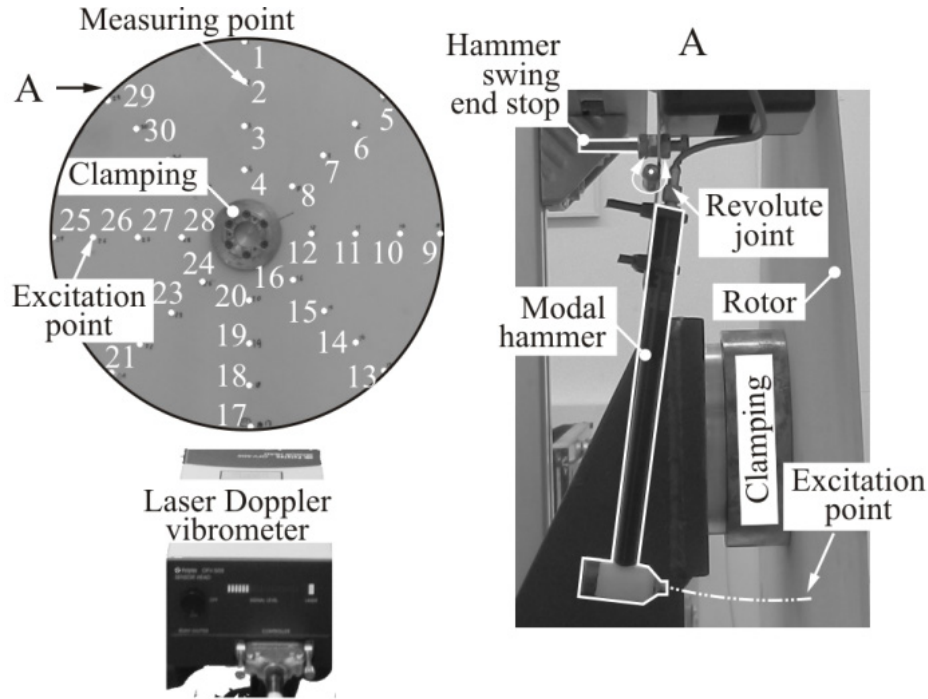 Measuring point
1
A
29
2
5
30
3
6
7
Clamping
4
8
25
26
27
28
12
11
10
9
24
16
Excitation
point
23
20
15
19
14
21
18
13
17
Laser Doppler
vibrometer
A
Hammer
swing
end stop
Revolute
joint
Rotor
Modal
hammer
Clamping
Excitation
point